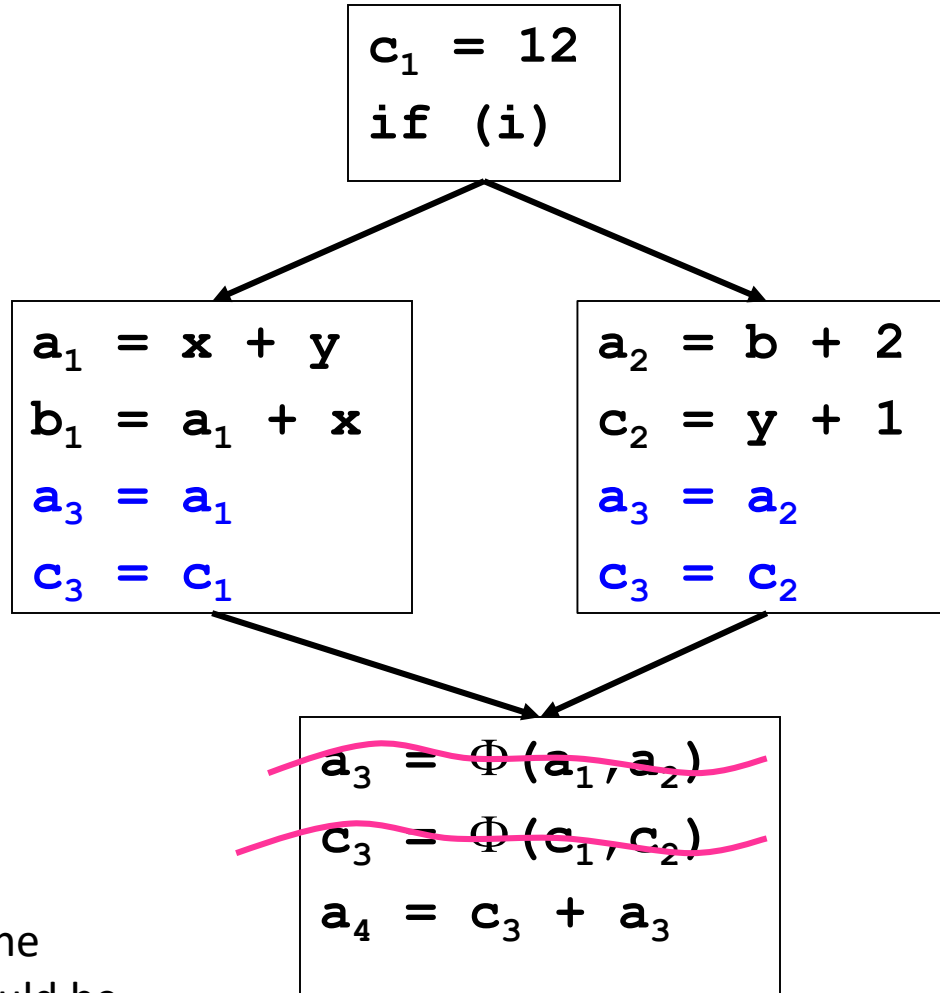 c₁ = 12
if (i)
a₁ = x + y
b₁ = a₁ + x
a₃ = a₁
c₃ = c₁
a₂ = b + 2
c₂ = y + 1
a₃ = a₂
c₃ = c₂
a₃ = Φ(a₁,a₂)
c₃ = Φ(c₁,c₂)
a₄ = c₃ + a₃
be